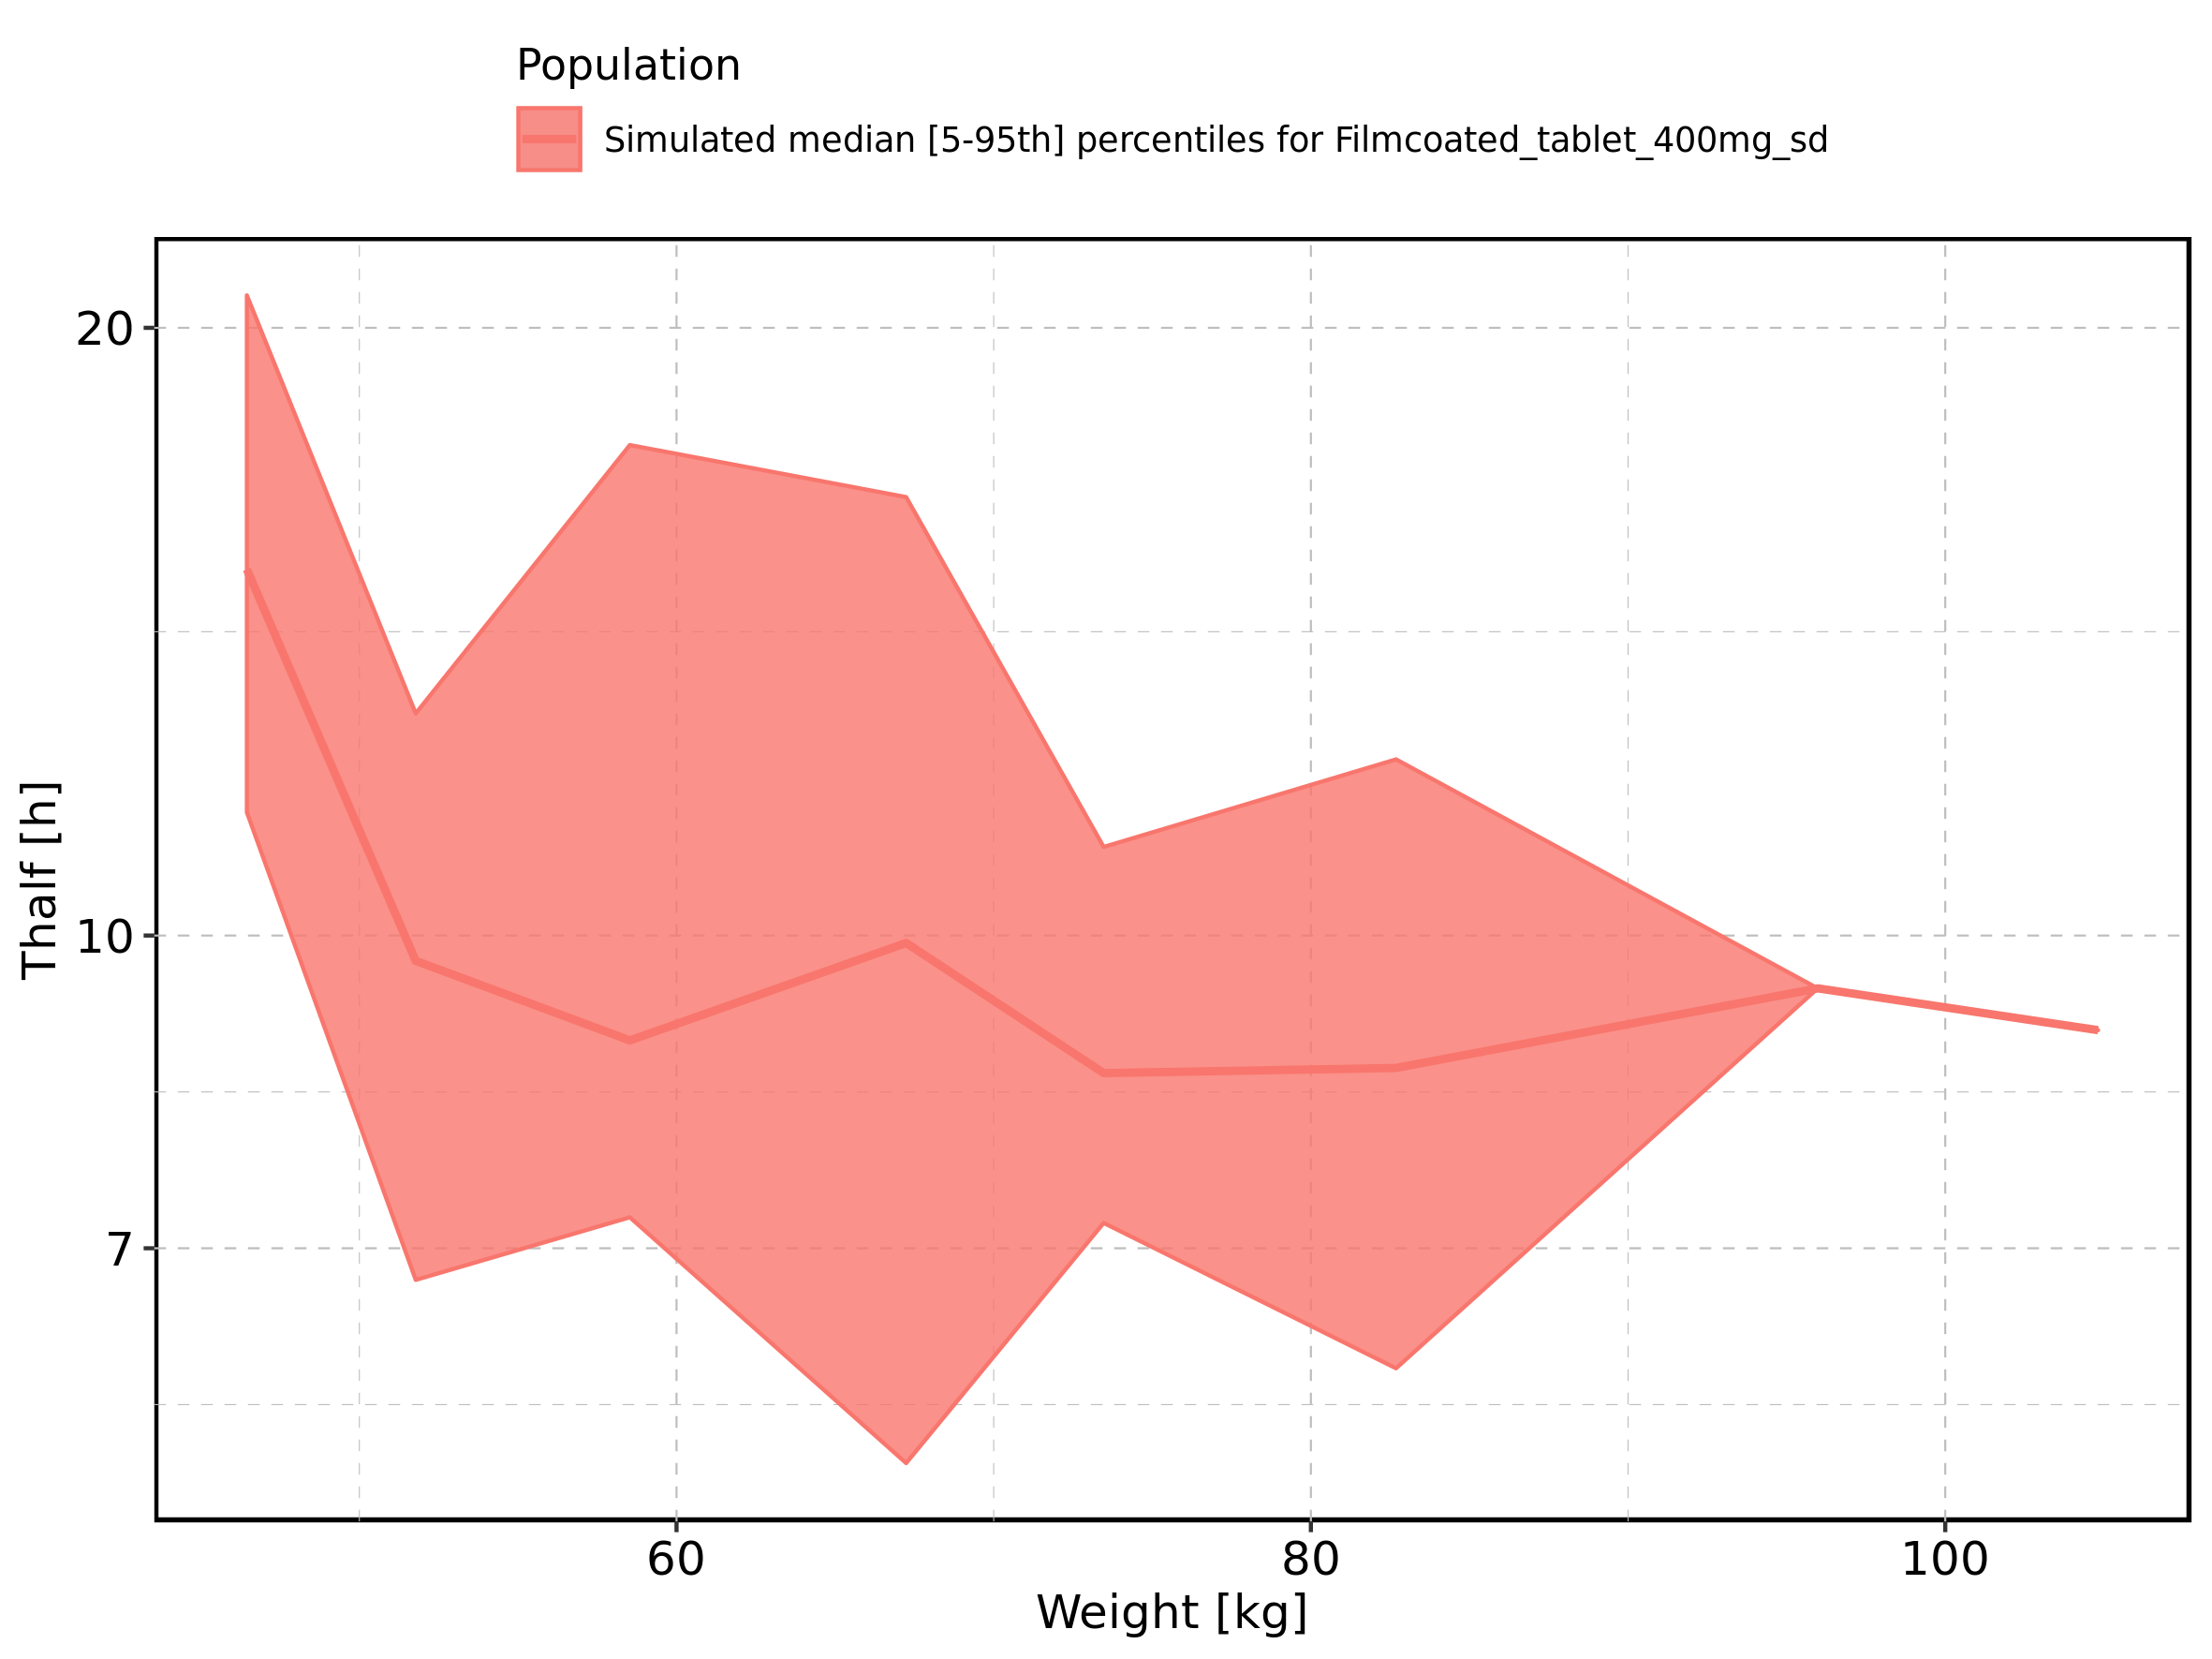 Population
Simulated median [5-95th] percentiles for Filmcoated_tablet_400mg_sd
20
10
7
Thalf [h]
60 80 100
Weight [kg]